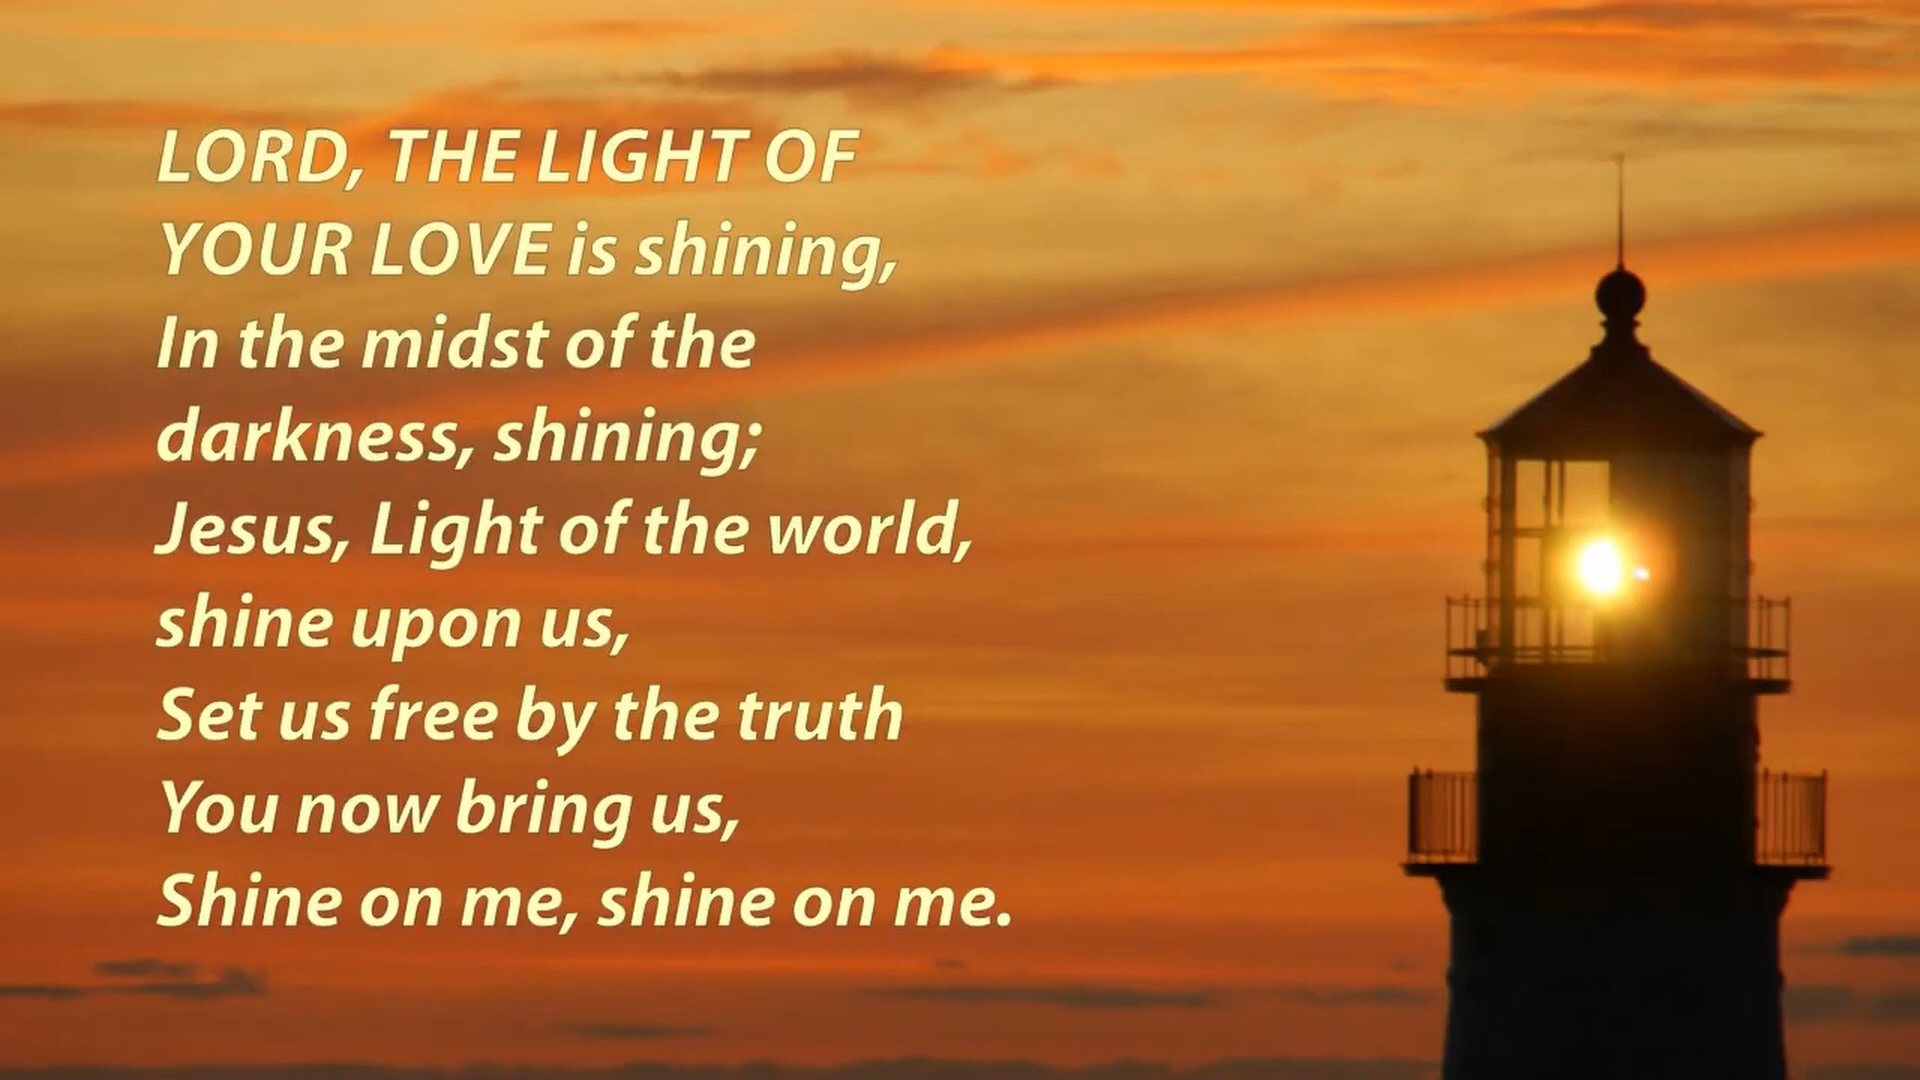 LORD, THE LIGHT OF
YOUR LOVE is shining,
In the midst of the
darkness, shining;
Jesus, Light of the world,
shine upon us,
Set us free by the truth
You now bring us,
Shine on me, shine on me.